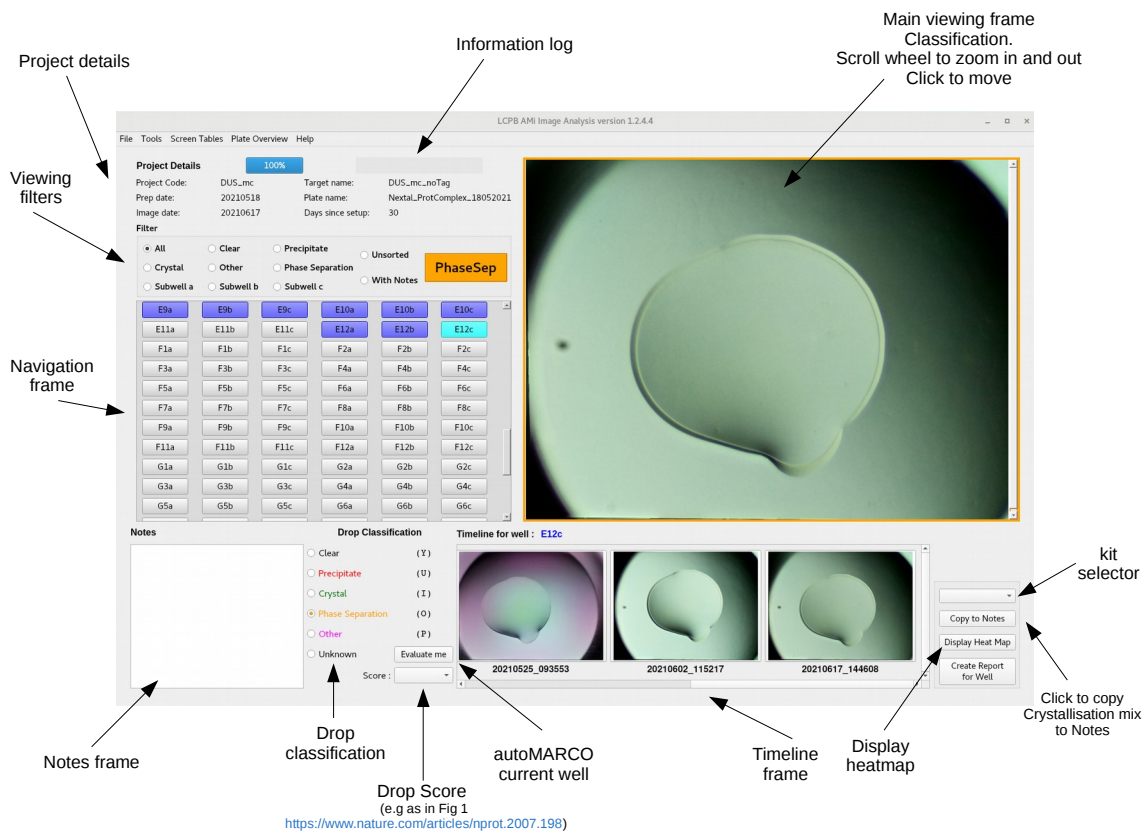 Main viewing frame
Classification.
Scroll wheel to zoom in and out
Click to move
Information log
Project details
LCPB AMi Image Analysis version 1.2.4.4
File Tools Screen Tables Plate Overview Help
Project Details 100%
Project Code: DUS_mc Target name: DUS_mc_noTag
Prep date: 20210518 Plate name: Nextal_ProtComplex_18052021
Image date: 20210617 Days since setup: 30
Viewing
filters
Filter
All Clear Precipitate Unsorted
Crystal Other Phase Separation With Notes
Subwell a Subwell b Subwell c
PhaseSep
Navigation
frame
E9a E9b E9c E10a E10b E10c
E11a E11b E11c E12a E12b E12c
F1a F1b F1c F2a F2b F2c
F3a F3b F3c F4a F4b F4c
F5a F5b F5c F6a F6b F6c
F7a F7b F7c F8a F8b F8c
F9a F9b F9c F10a F10b F10c
F11a F11b F11c F12a F12b F12c
G1a G1b G1c G2a G2b G2c
G3a G3b G3c G4a G4b G4c
G5a G5b G5c G6a G6b G6c
Notes Drop Classification Timeline for well : E12c
Clear (Y)
Precipitate (U)
Crystal (I)
Phase Separation (O)
Other (P)
Unknown Evaluate me
Score :
20210525_093553 20210602_115217 20210617_144608
kit
selector
Copy to Notes
Display Heat Map
Create Report
for Well
Click to copy
Crystallisation mix
to Notes
Notes frame
Drop
classification
Drop Score
(e.g as in Fig 1
https://www.nature.com/articles/nprot.2007.198)
autoMARCO
current well
Timeline
frame
Display
heatmap